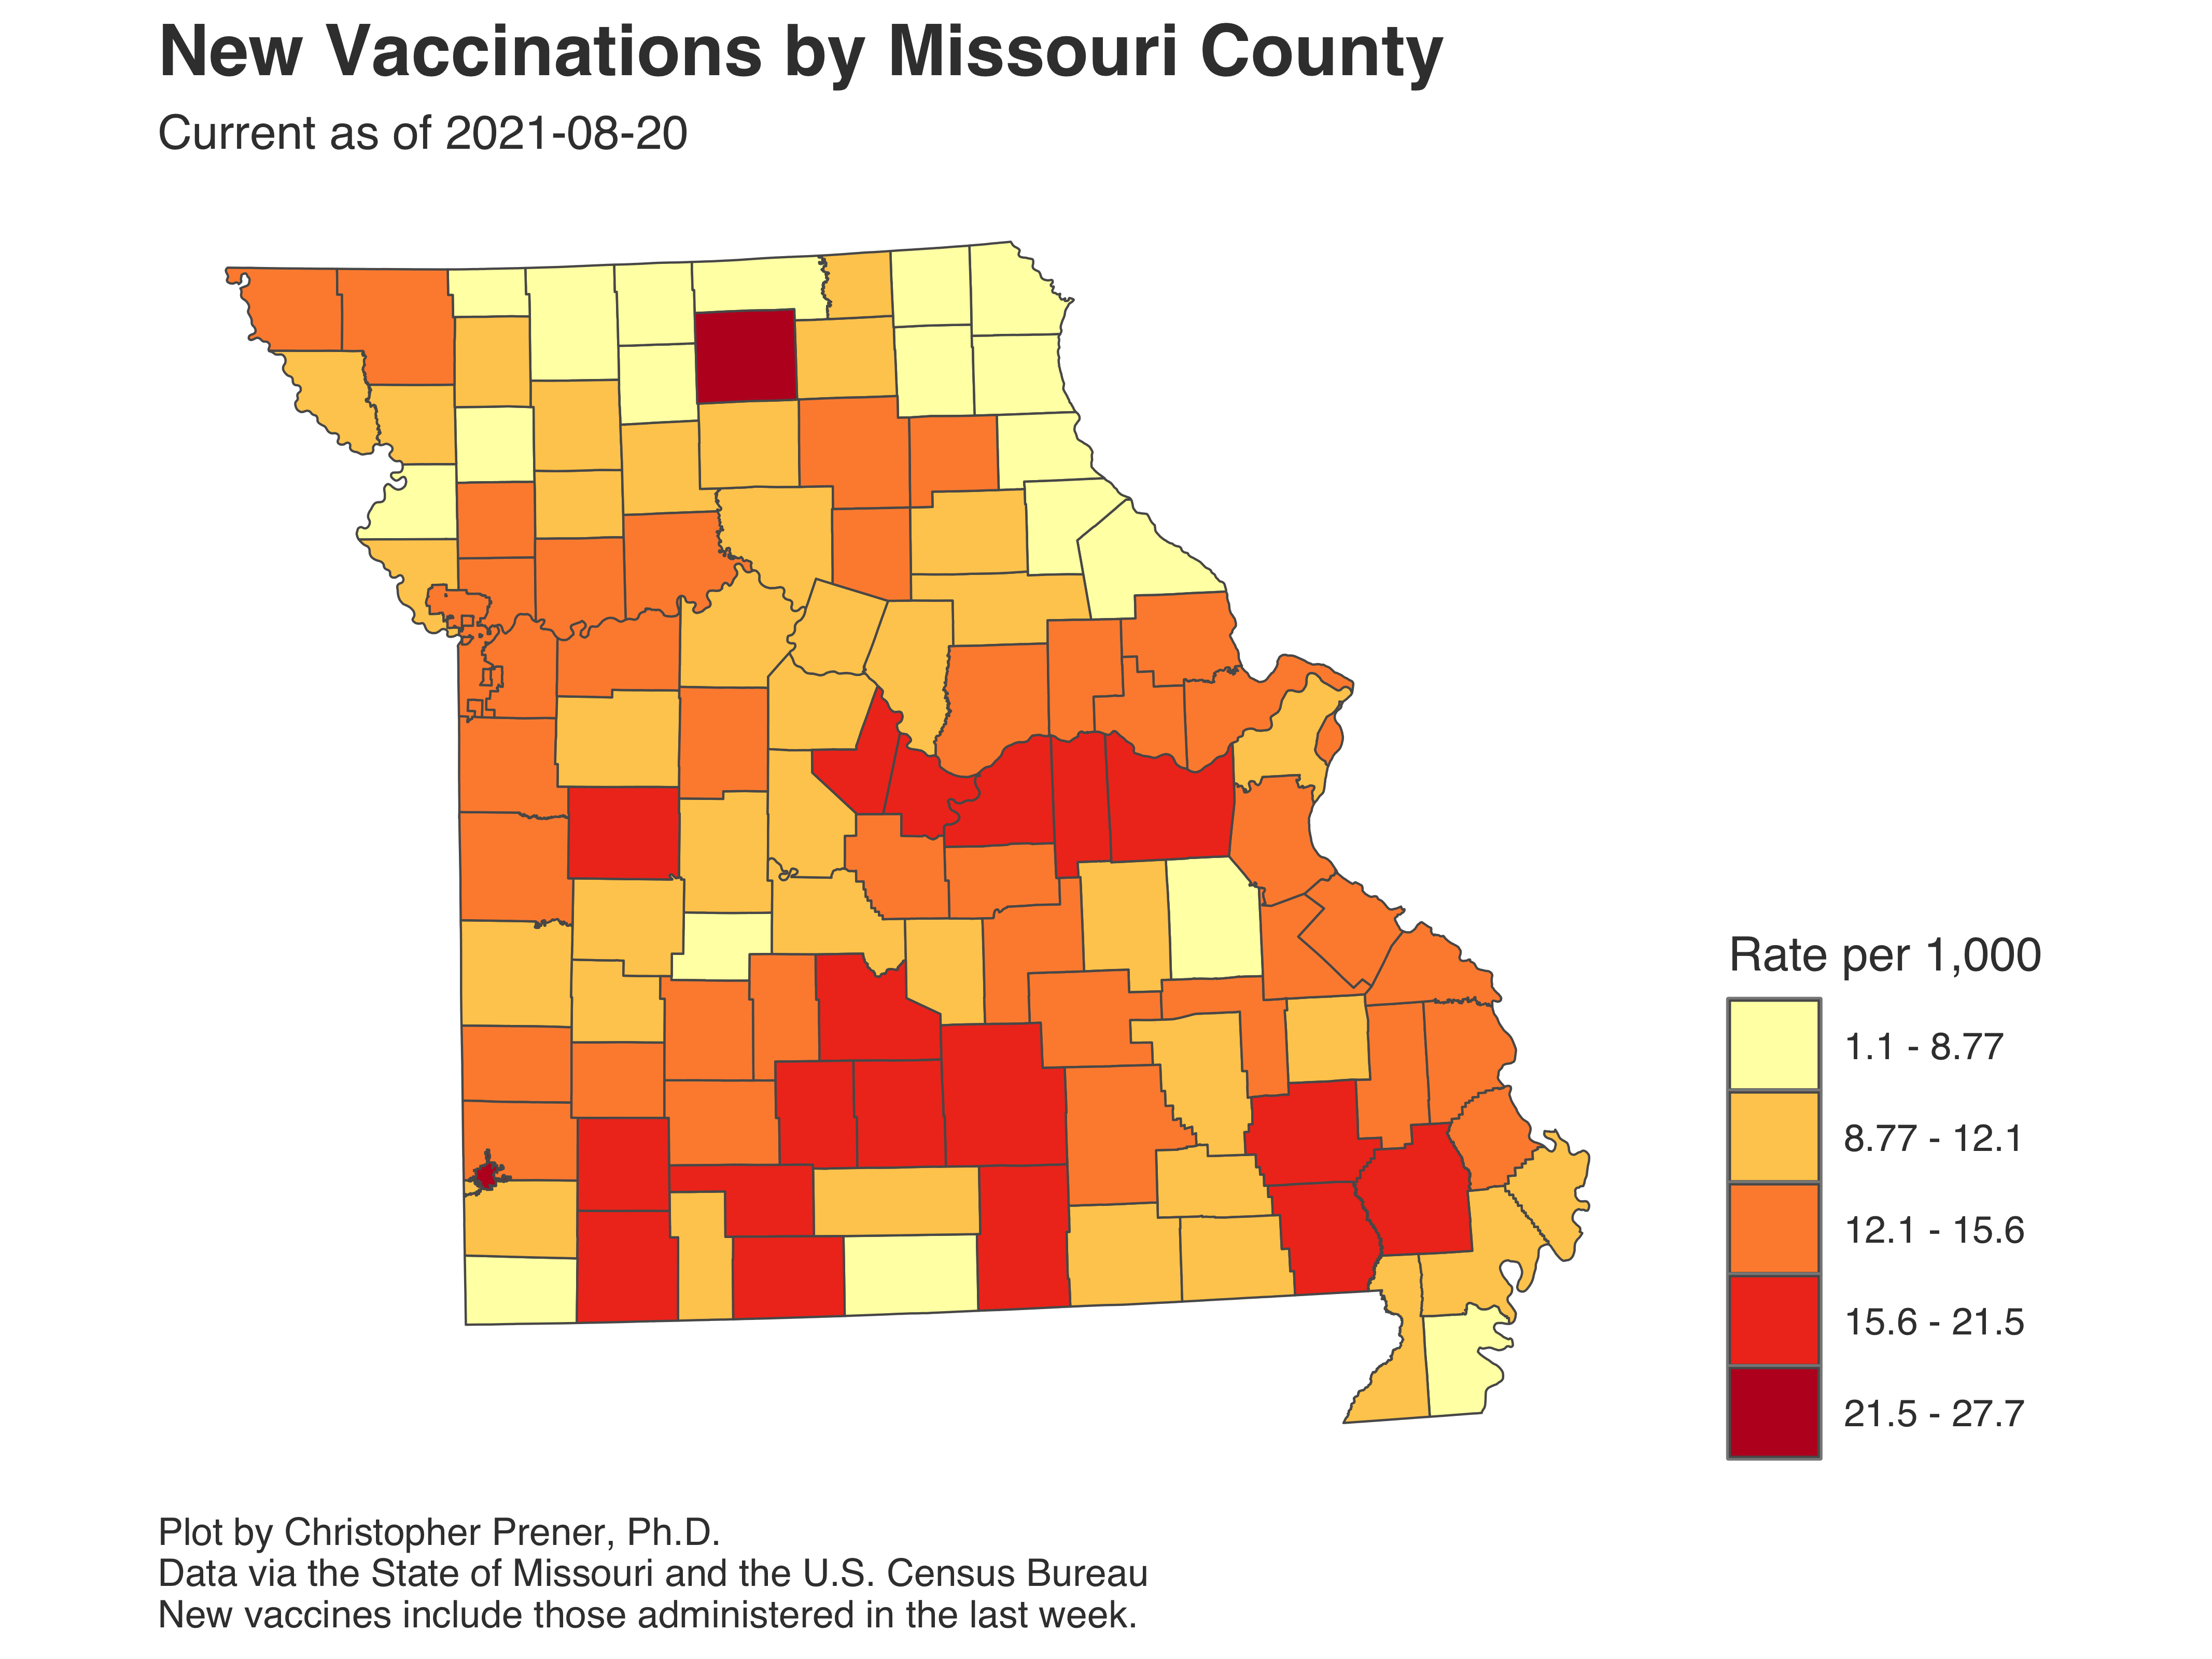 New Vaccinations by Missouri County
Current as of 2021-08-20
Rate per 1,000
1.1 - 8.77
8.77 - 12.1
12.1 - 15.6
15.6 - 21.5
21.5 - 27.7
Plot by Christopher Prener, Ph.D.
Data via the State of Missouri and the U.S. Census Bureau
New vaccines include those administered in the last week.